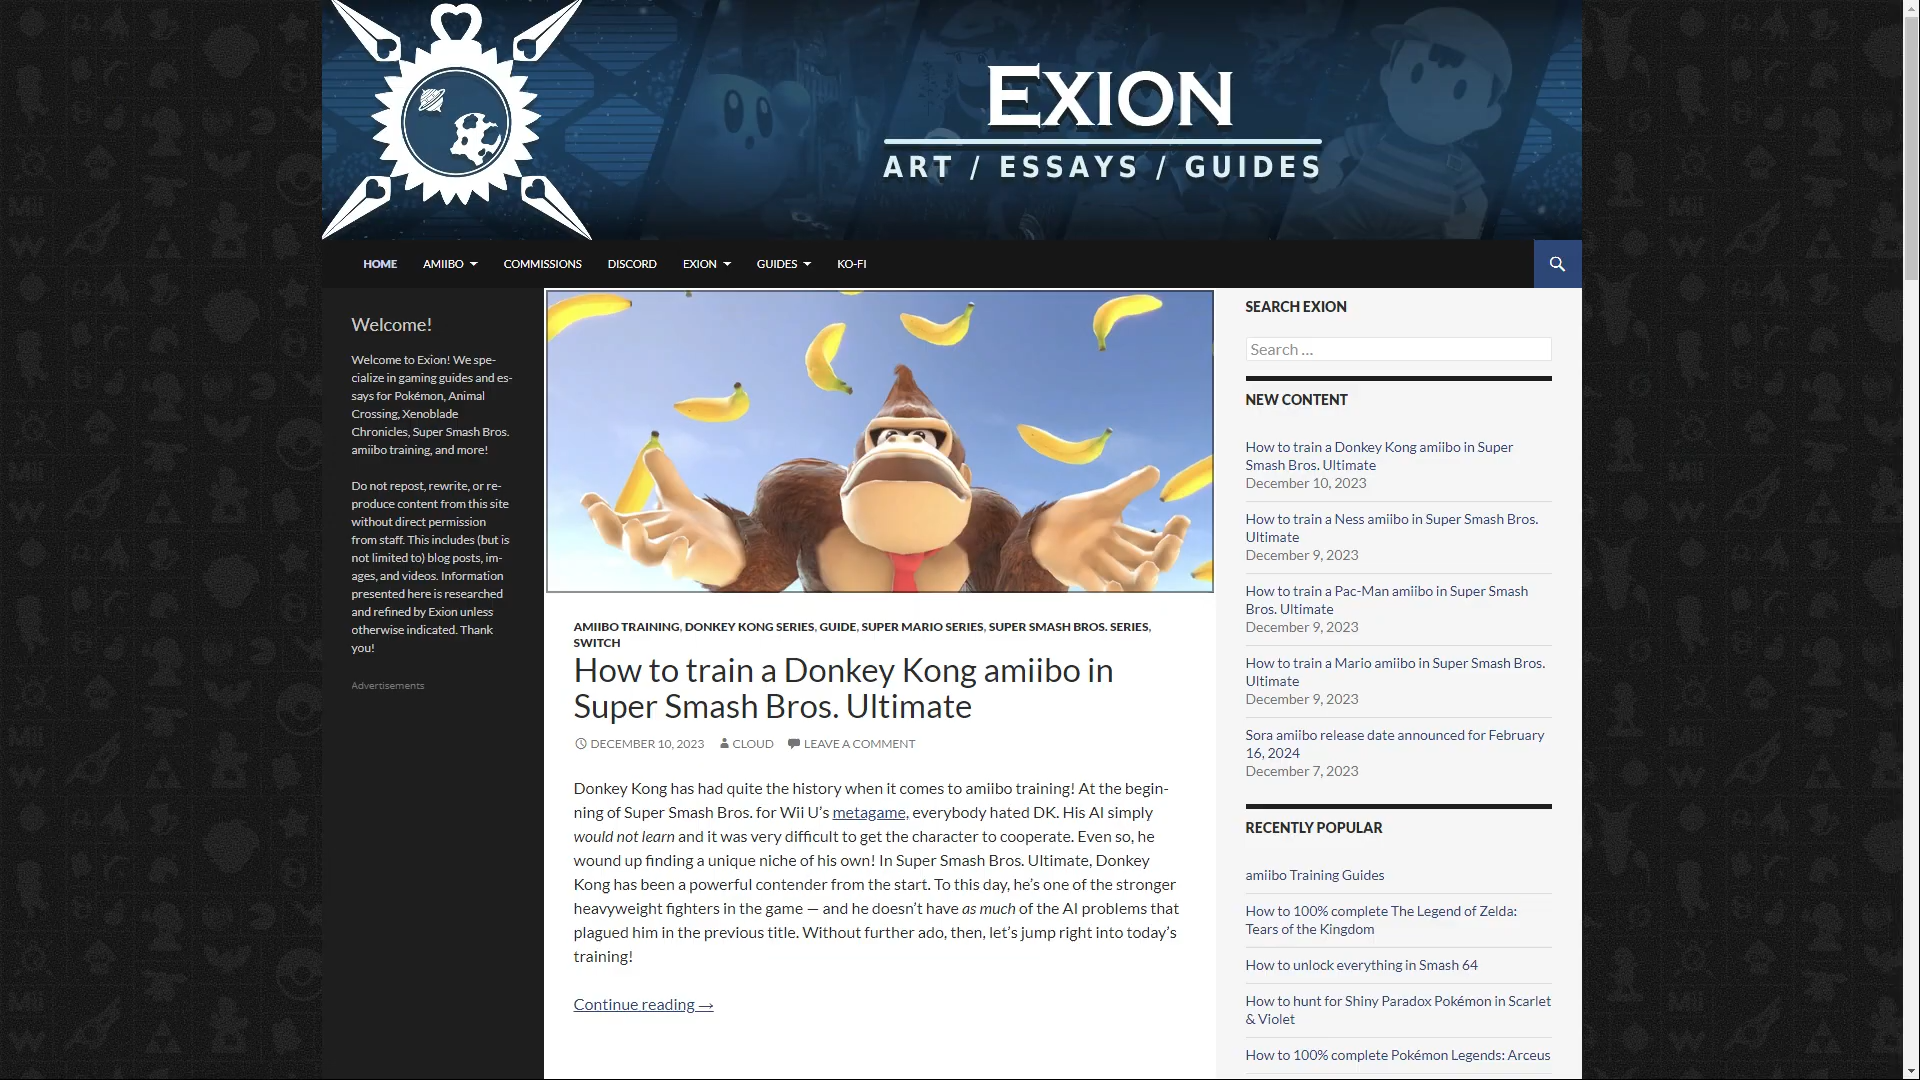 EXION
ART / ESSAYS / GUIDES
HOME
AMIIBO
COMMISSIONS
DISCORD
EXION
GUIDES
KO-FI
Welcome!
Welcome to Exion! We spe-
cialize in gaming guides and es-
says for Pokémon, Animal
Crossing, Xenoblade
Chronicles, Super Smash Bros.
amiibo training, and more!
Do not repost, rewrite, or re-
produce content from this site
without direct permission
from staff. This includes (but is
not limited to) blog posts, im-
ages, and videos. Information
presented here is researched
and refined by Exion unless
otherwise indicated. Thank
you!
Advertisements
AMIIBO TRAINING, DONKEY KONG SERIES, GUIDE, SUPER MARIO SERIES, SUPER SMASH BROS. SERIES,
SWITCH
How to train a Donkey Kong amiibo in
Super Smash Bros. Ultimate
DECEMBER 10, 2023 CLOUD LEAVE A COMMENT
Donkey Kong has had quite the history when it comes to amiibo training! At the begin-
ning of Super Smash Bros. for Wii U’s metagame, everybody hated DK. His AI simply
would not learn and it was very difficult to get the character to cooperate. Even so, he
wound up finding a unique niche of his own! In Super Smash Bros. Ultimate, Donkey
Kong has been a powerful contender from the start. To this day, he’s one of the stronger
heavyweight fighters in the game — and he doesn’t have as much of the AI problems that
plagued him in the previous title. Without further ado, then, let’s jump right into today’s
training!
Continue reading →
SEARCH EXION
Search …
NEW CONTENT
How to train a Donkey Kong amiibo in Super
Smash Bros. Ultimate
December 10, 2023
How to train a Ness amiibo in Super Smash Bros.
Ultimate
December 9, 2023
How to train a Pac-Man amiibo in Super Smash
Bros. Ultimate
December 9, 2023
How to train a Mario amiibo in Super Smash Bros.
Ultimate
December 9, 2023
Sora amiibo release date announced for February
16, 2024
December 7, 2023
RECENTLY POPULAR
amiibo Training Guides
How to 100% complete The Legend of Zelda:
Tears of the Kingdom
How to unlock everything in Smash 64
How to hunt for Shiny Paradox Pokémon in Scarlet
& Violet
How to 100% complete Pokémon Legends: Arceus